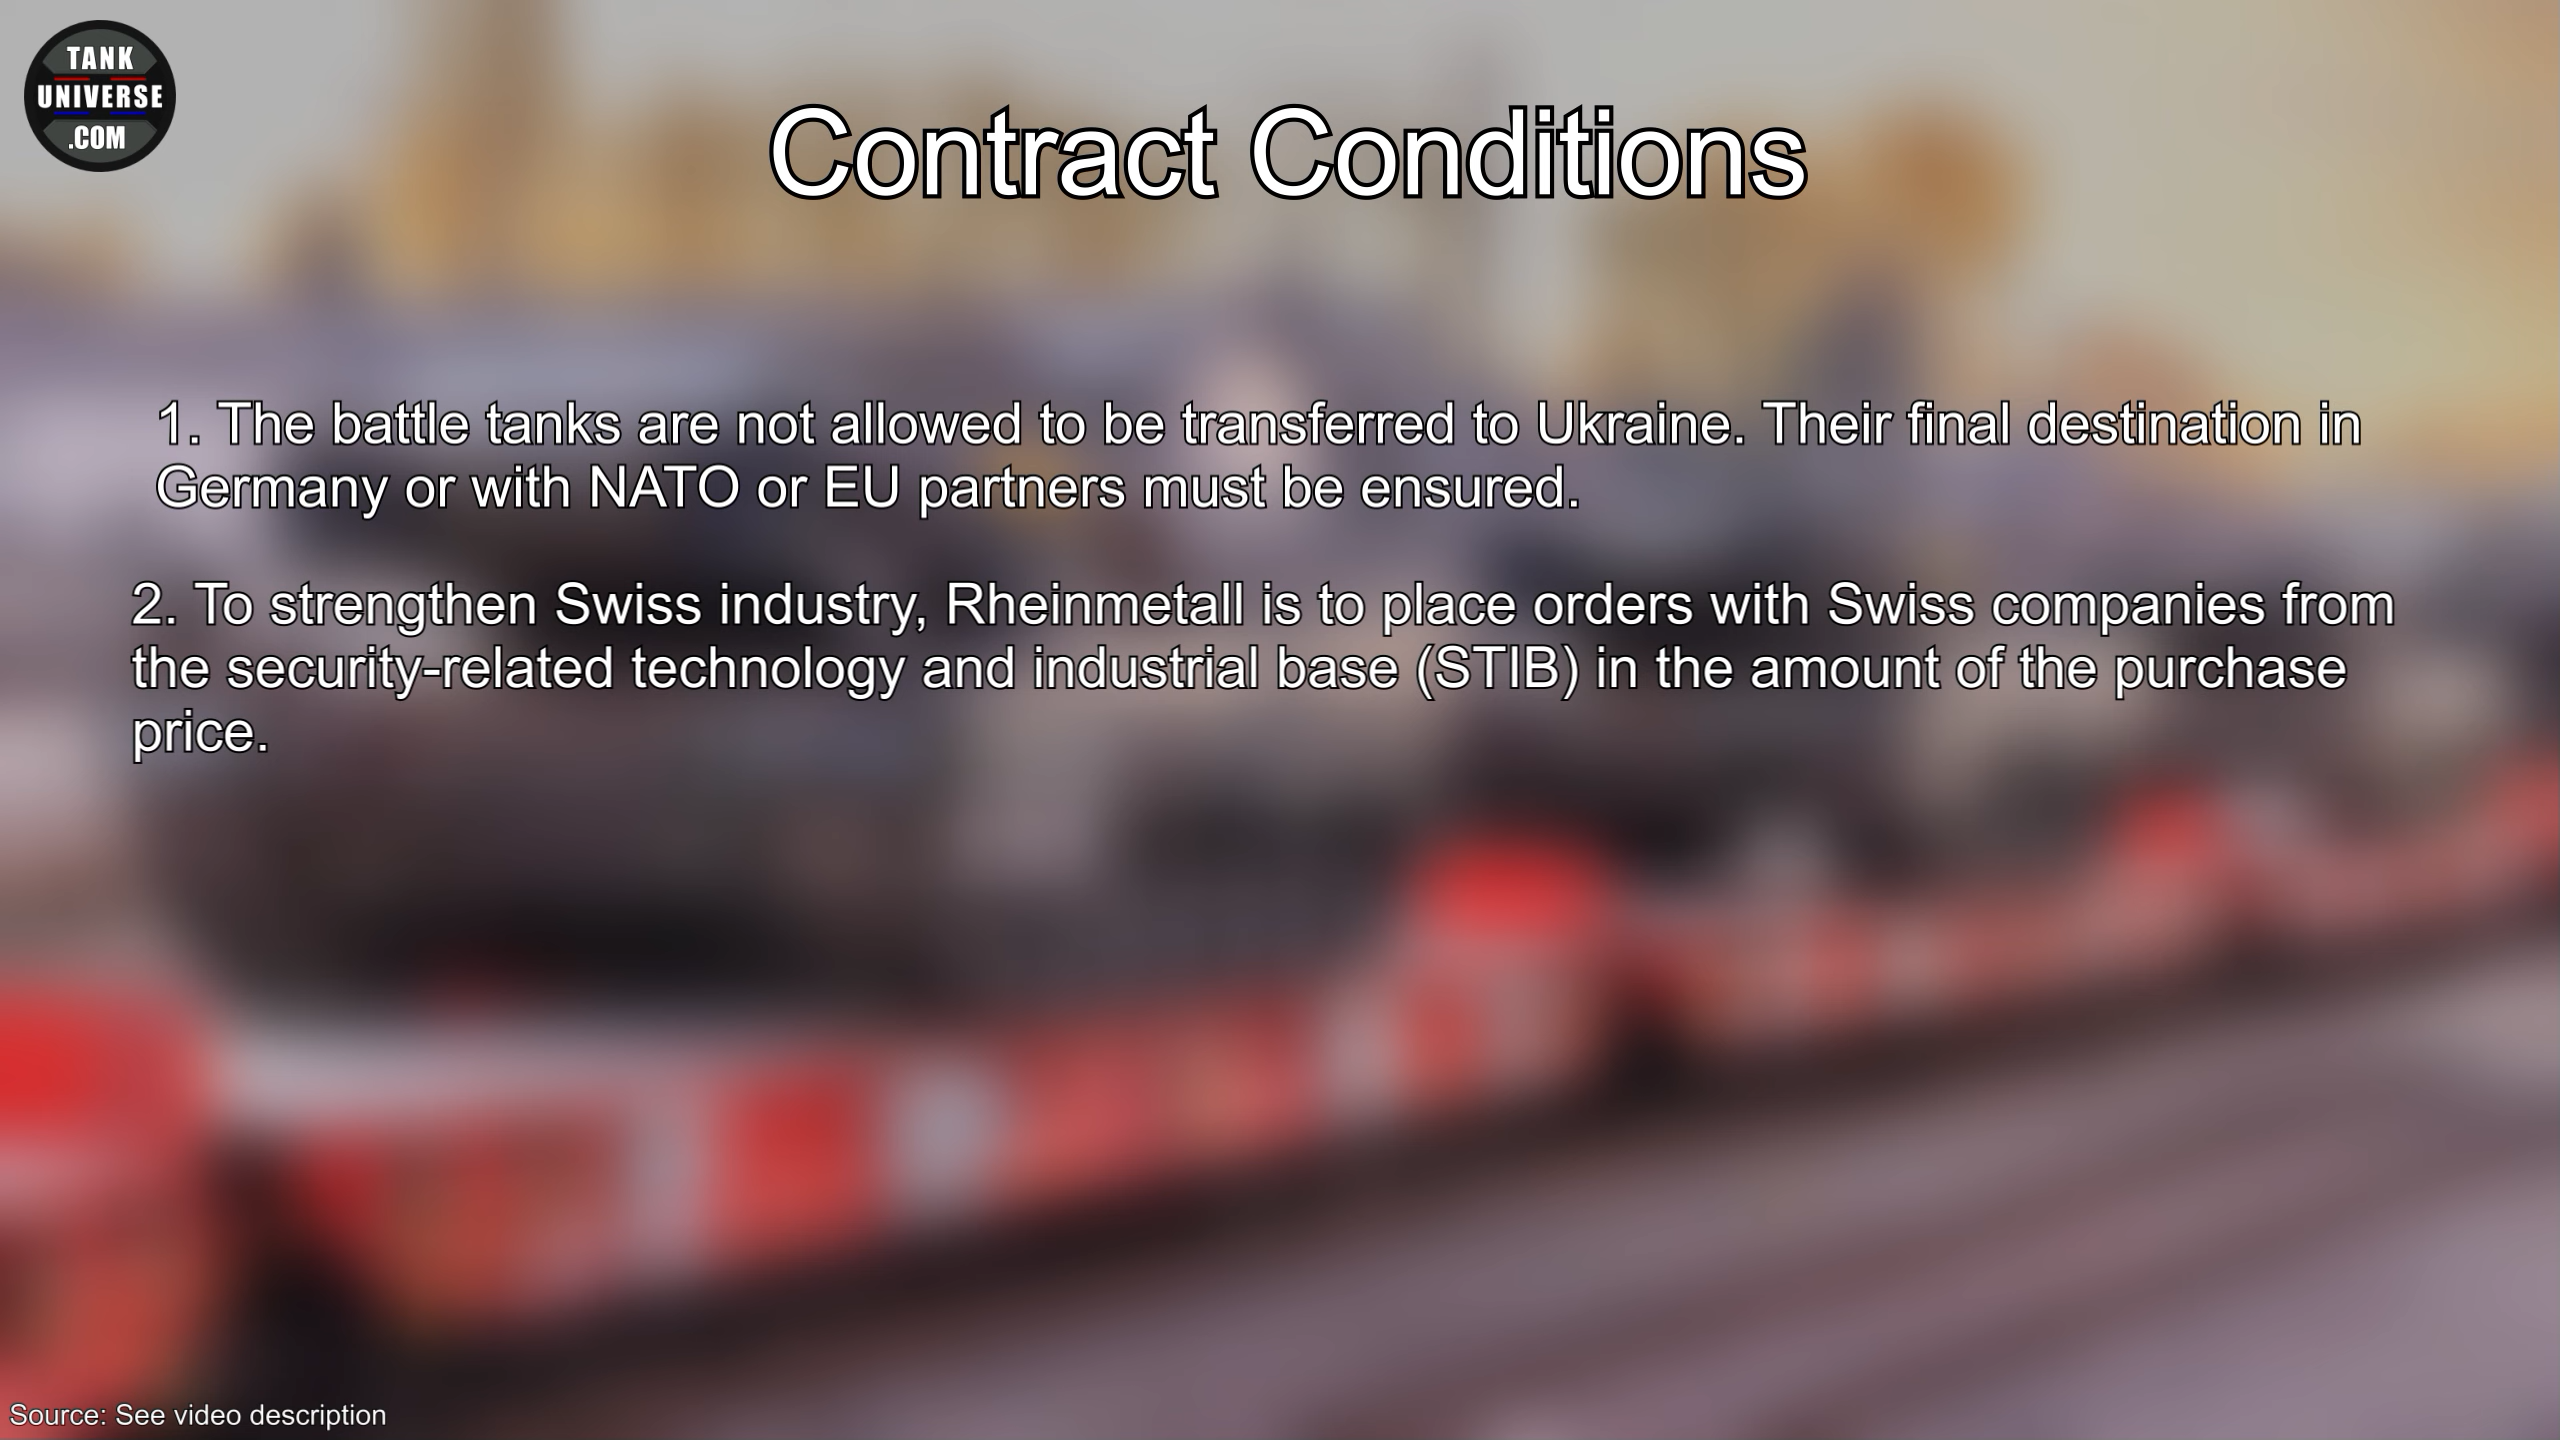 TANK
UNIVERSE
.COM
Contract Conditions
1. The battle tanks are not allowed to be transferred to Ukraine. Their final destination in
Germany or with NATO or EU partners must be ensured.
2. To strengthen Swiss industry, Rheinmetall is to place orders with Swiss companies from
the security-related technology and industrial base (STIB) in the amount of the purchase
price.
Source: See video description